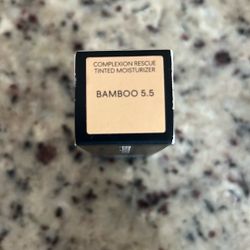 COMPLEXION RESCUE
TINTED MOISTURIZER
BAMBOO 5.5